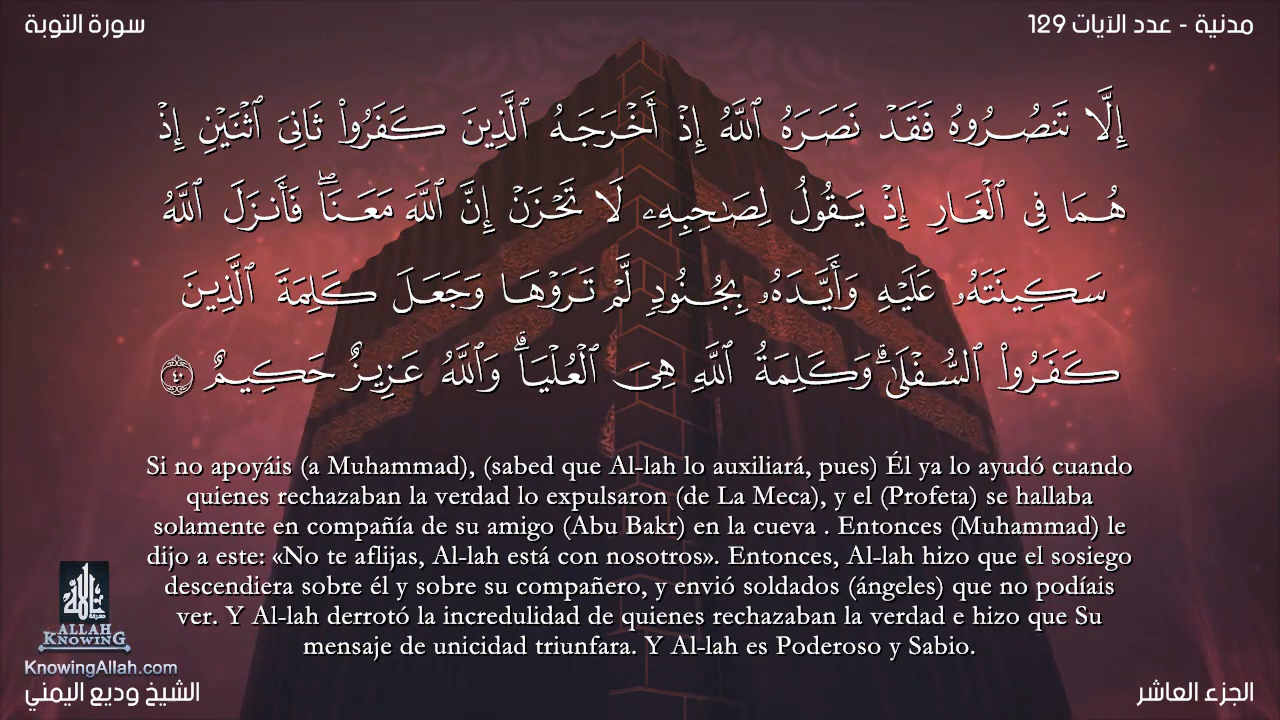 مدنية - عدد الآيات 129
سورة التوبة
إِلَّا تَنصُرُوهُ فَقَدۡ نَصَرَهُ ٱللَّهُ إِذۡ أَخۡرَجَهُ ٱلَّذِينَ كَفَرُواْ ثَانِيَ ٱثۡنَيۡنِ إِذۡ
هُمَا فِي ٱلۡغَارِ إِذۡ يَقُولُ لِصَٰحِبِهِۦ لَا تَحۡزَنۡ إِنَّ ٱللَّهَ مَعَنَاۖ فَأَنزَلَ ٱللَّهُ
سَكِينَتَهُۥ عَلَيۡهِ وَأَيَّدَهُۥ بِجُنُودٖ لَّمۡ تَرَوۡهَا وَجَعَلَ كَلِمَةَ ٱلَّذِينَ
كَفَرُواْ ٱلسُّفۡلَىٰۗ وَكَلِمَةُ ٱللَّهِ هِيَ ٱلۡعُلۡيَاۗ وَٱللَّهُ عَزِيزٌ حَكِيمٌ ٤٠
Si no apoyáis (a Muhammad), (sabed que Al-lah lo auxiliará, pues) Él ya lo ayudó cuando
quienes rechazaban la verdad lo expulsaron (de La Meca), y el (Profeta) se hallaba
solamente en compañía de su amigo (Abu Bakr) en la cueva . Entonces (Muhammad) le
dijo a este: «No te aflijas, Al-lah está con nosotros». Entonces, Al-lah hizo que el sosiego
descendiera sobre él y sobre su compañero, y envió soldados (ángeles) que no podíais
ver. Y Al-lah derrotó la incredulidad de quienes rechazaban la verdad e hizo que Su
mensaje de unicidad triunfara. Y Al-lah es Poderoso y Sabio.
ALLAH
KNOWING
KnowingAllah.com
الشيخ وديع اليمني
الجزء العاشر